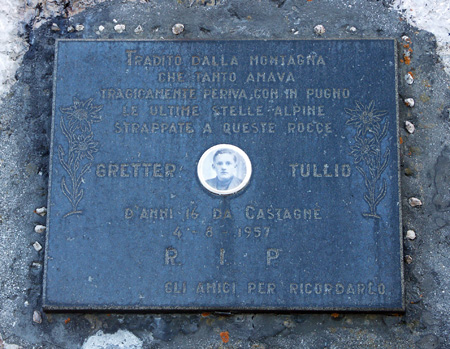 TRADITO DALLA MONTAGNA
CHE TANTO AMAVA
TRAGICAMENTE PERIVA, CON IN PUGNO
LE ULTIME STELLE ALPINE
STRAPPATE A QUESTE ROCCE
GRETTER TULLIO
D'ANNI 16 DA CASTAGNE
4-8-1957
R I P
GLI AMICI PER RICORDARLO